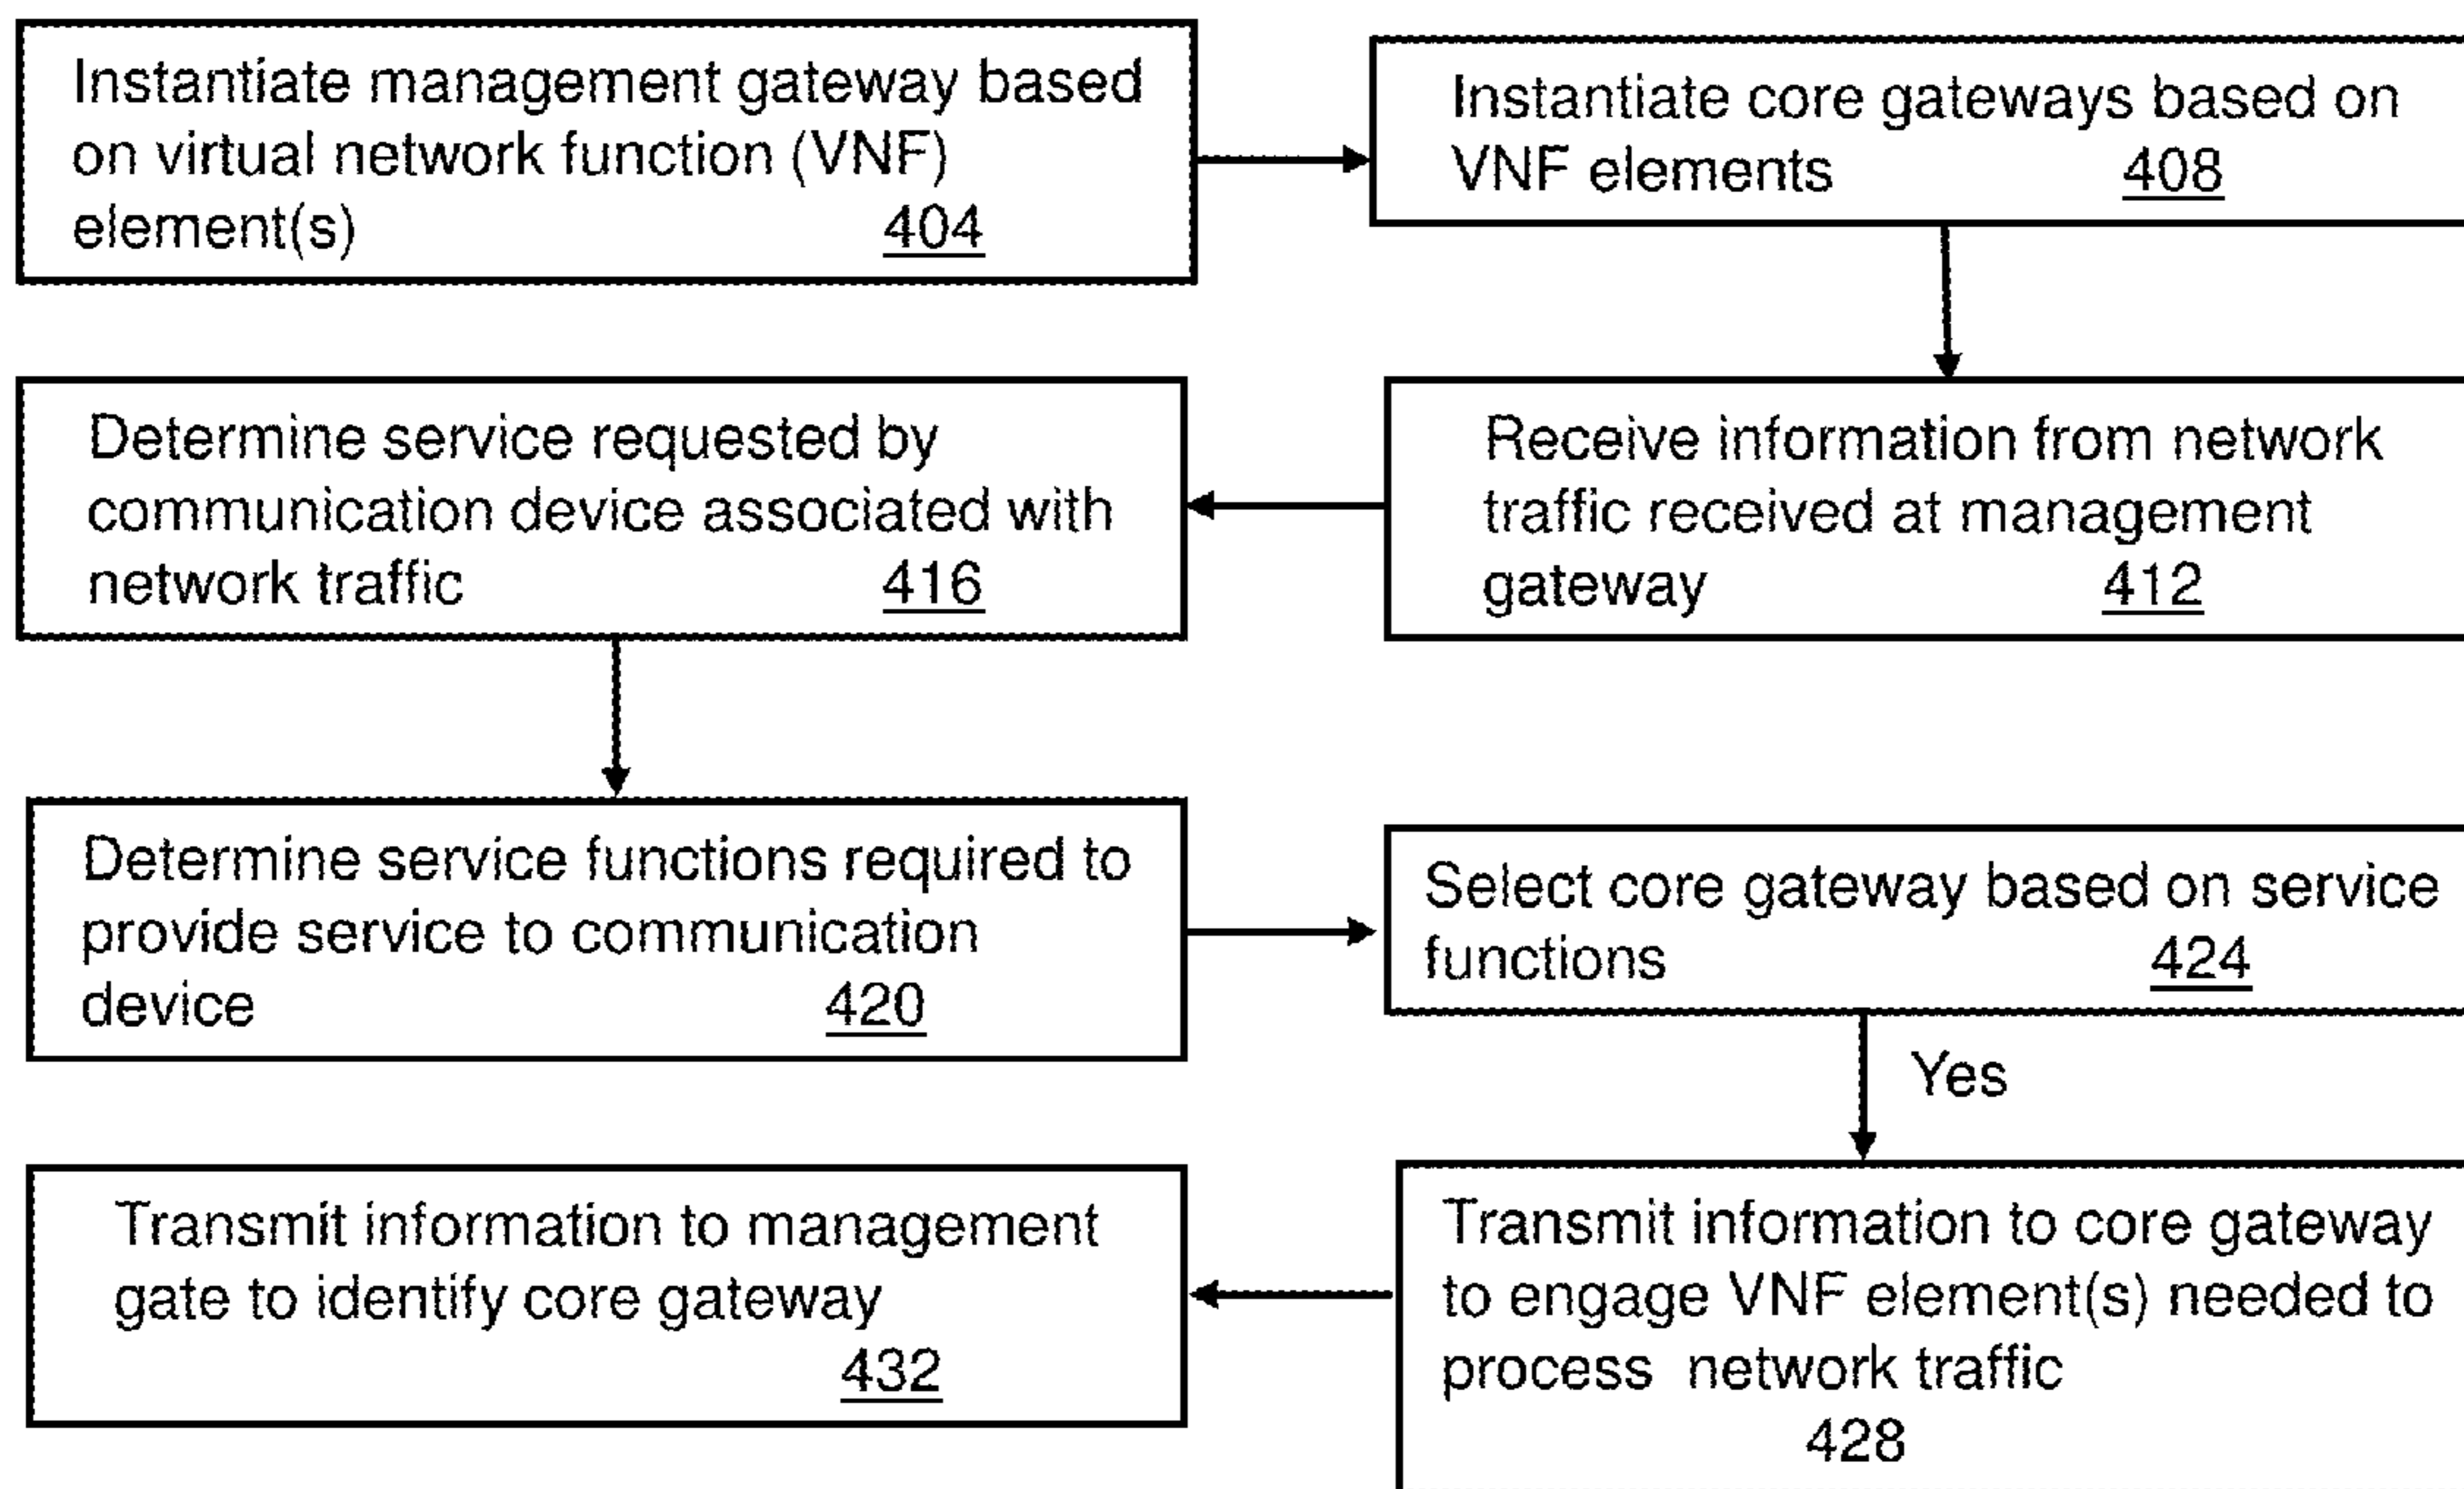 Instantiate management gateway based
on virtual network function (VNF)
element(s) 404
Instantiate core gateways based on
VNF elements 408
Receive information from network
traffic received at management
gateway 412
Determine service requested by
communication device associated with
network traffic 416
Determine service functions required to
provide service to communication
device 420
Select core gateway based on service
functions 424
Yes
Transmit information to core gateway
to engage VNF element(s) needed to
process network traffic
428
Transmit information to management
gate to identify core gateway
432